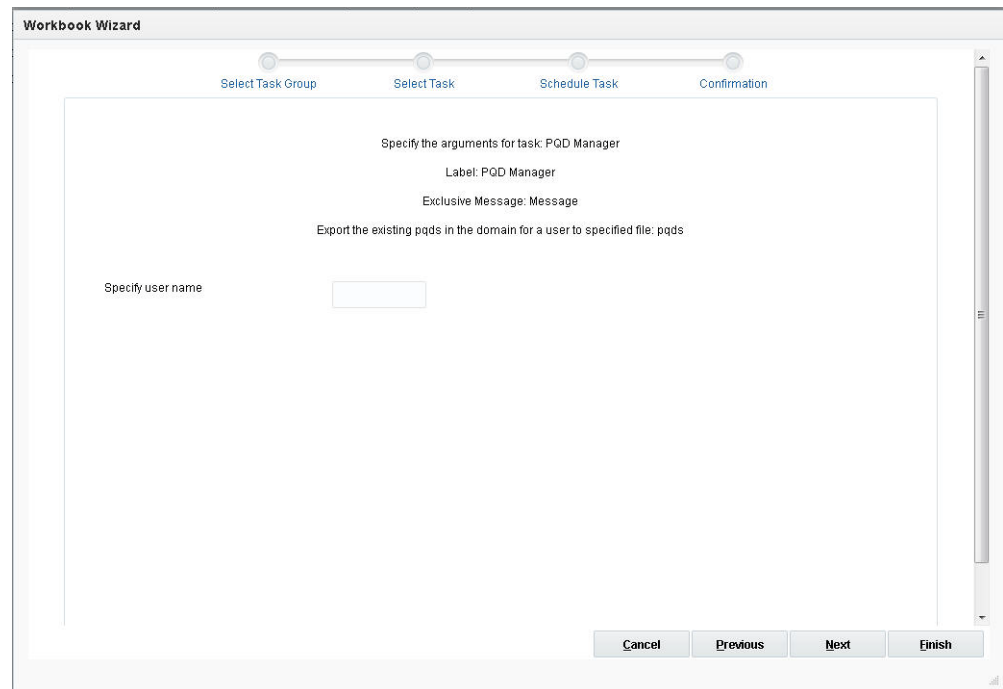 Workbook Wizard
Select Task Group Select Task Schedule Task Confirmation
Specify the arguments for task: PQD Manager
Label: PQD Manager
Exclusive Message: Message
Export the existing pqds in the domain for a user to specified file: pqds
Specify user name
Cancel Previous Next Finish